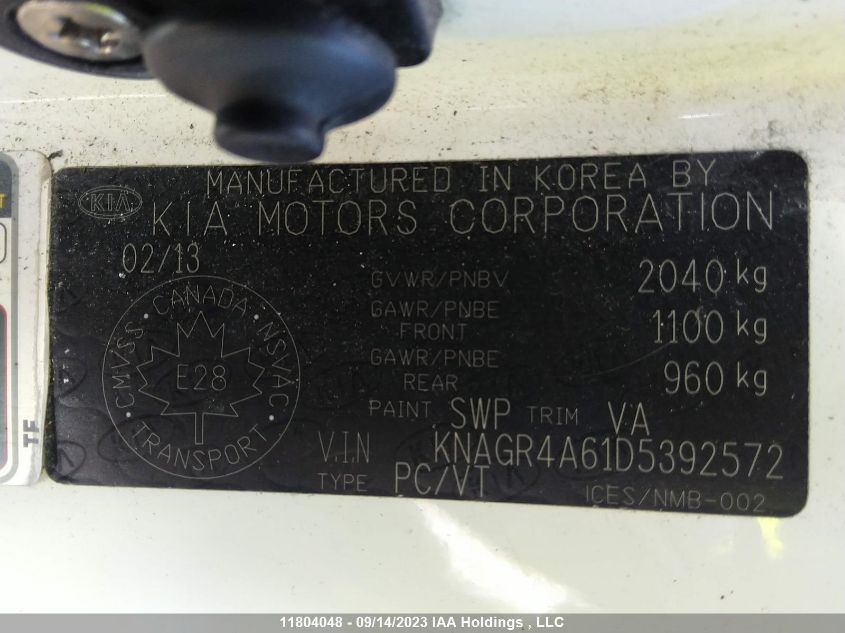 MANUFACTURED IN KOREA BY
KIA KIA MOTORS CORPORATION
02/13
GVWR/PNBV 2040 kg
GAWR/PNBE FRONT 1100 kg
GAWR/PNBE REAR 960 kg
PAINT SWP TRIM VA
V.I.N KNAGR4A61D5392572
TYPE PC/VT
ICES/NMB-002
CMVSS CANADA NSVAC
E28
TRANSPORT
TF
11804048 - 09/14/2023 IAA Holdings , LLC